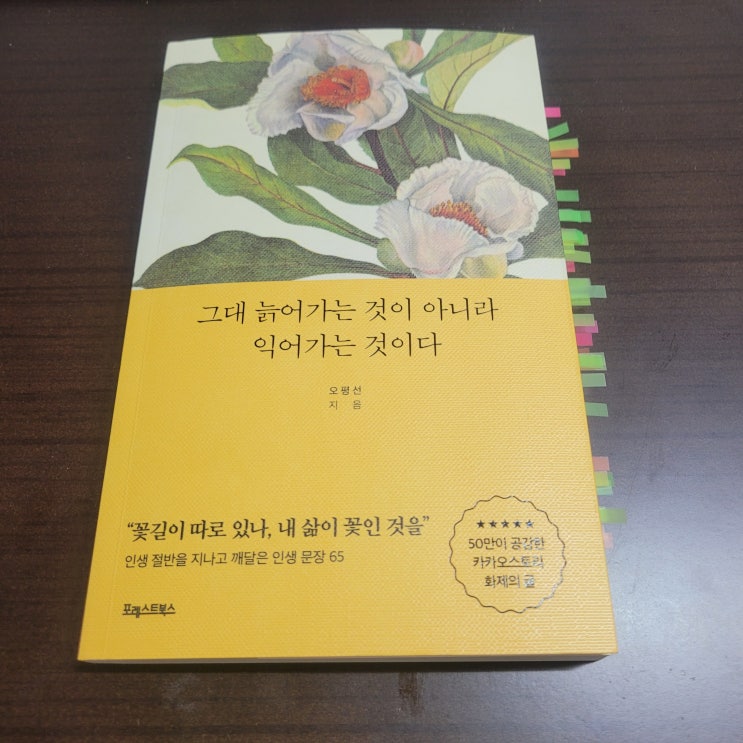 그대 늙어가는 것이 아니라
익어가는 것이다
오평선
지 음
“꽃길이 따로 있나, 내 삶이 꽃인 것을”
인생 절반을 지나고 깨달은 인생 문장 65
포레스트북스
★★★★★
50만이 공감한
카카오스토리
화제의 글